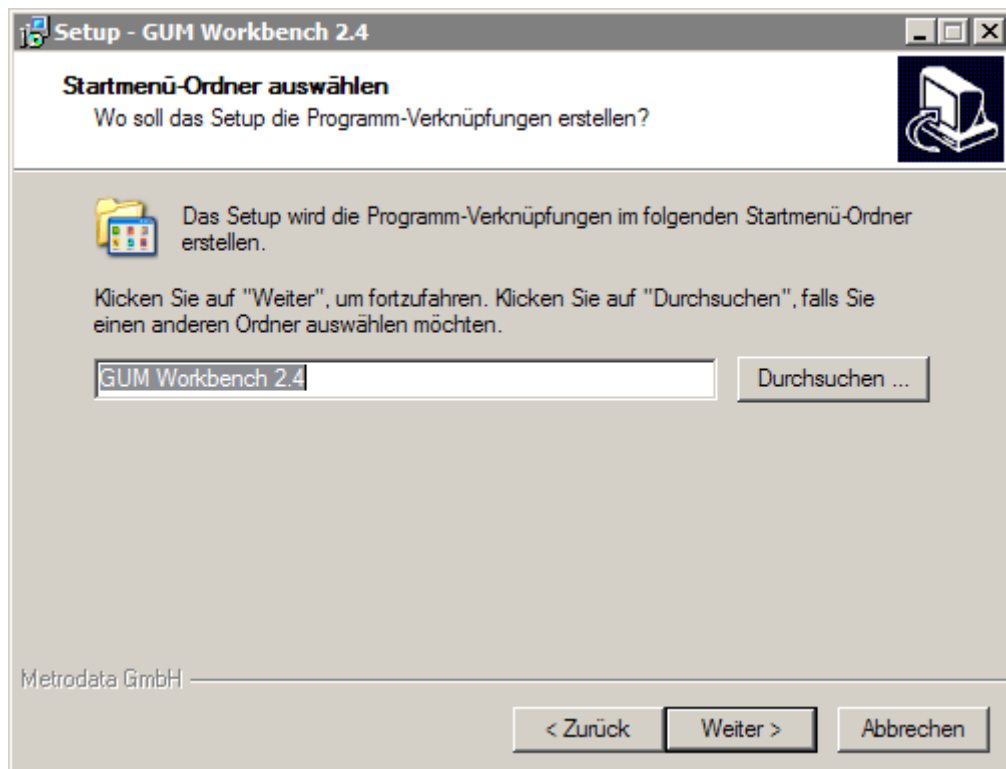 Setup - GUM Workbench 2.4
Startmenü-Ordner auswählen
Wo soll das Setup die Programm-Verknüpfungen erstellen?
Das Setup wird die Programm-Verknüpfungen im folgenden Startmenü-Ordner
erstellen.
Klicken Sie auf "Weiter", um fortzufahren. Klicken Sie auf "Durchsuchen", falls Sie
einen anderen Ordner auswählen möchten.
GUM Workbench 2.4
Durchsuchen ...
Metrodata GmbH
< Zurück
Weiter >
Abbrechen